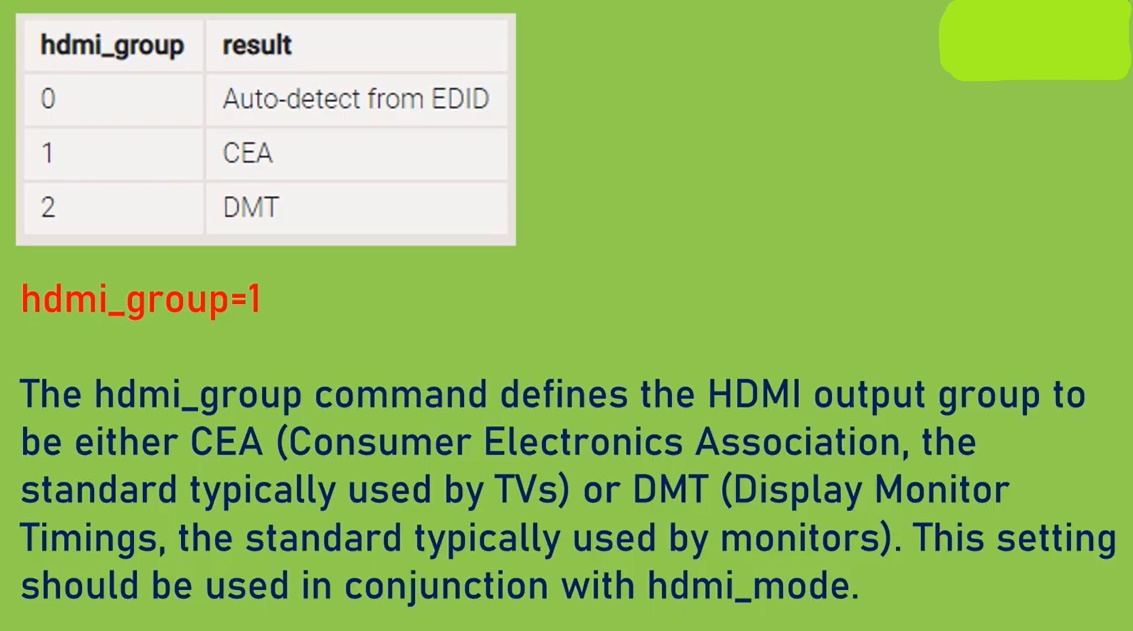 hdmi_group result
0 Auto-detect from EDID
1 CEA
2 DMT
hdmi_group=1
The hdmi_group command defines the HDMI output group to
be either CEA (Consumer Electronics Association, the
standard typically used by TVs) or DMT (Display Monitor
Timings, the standard typically used by monitors). This setting
should be used in conjunction with hdmi_mode.